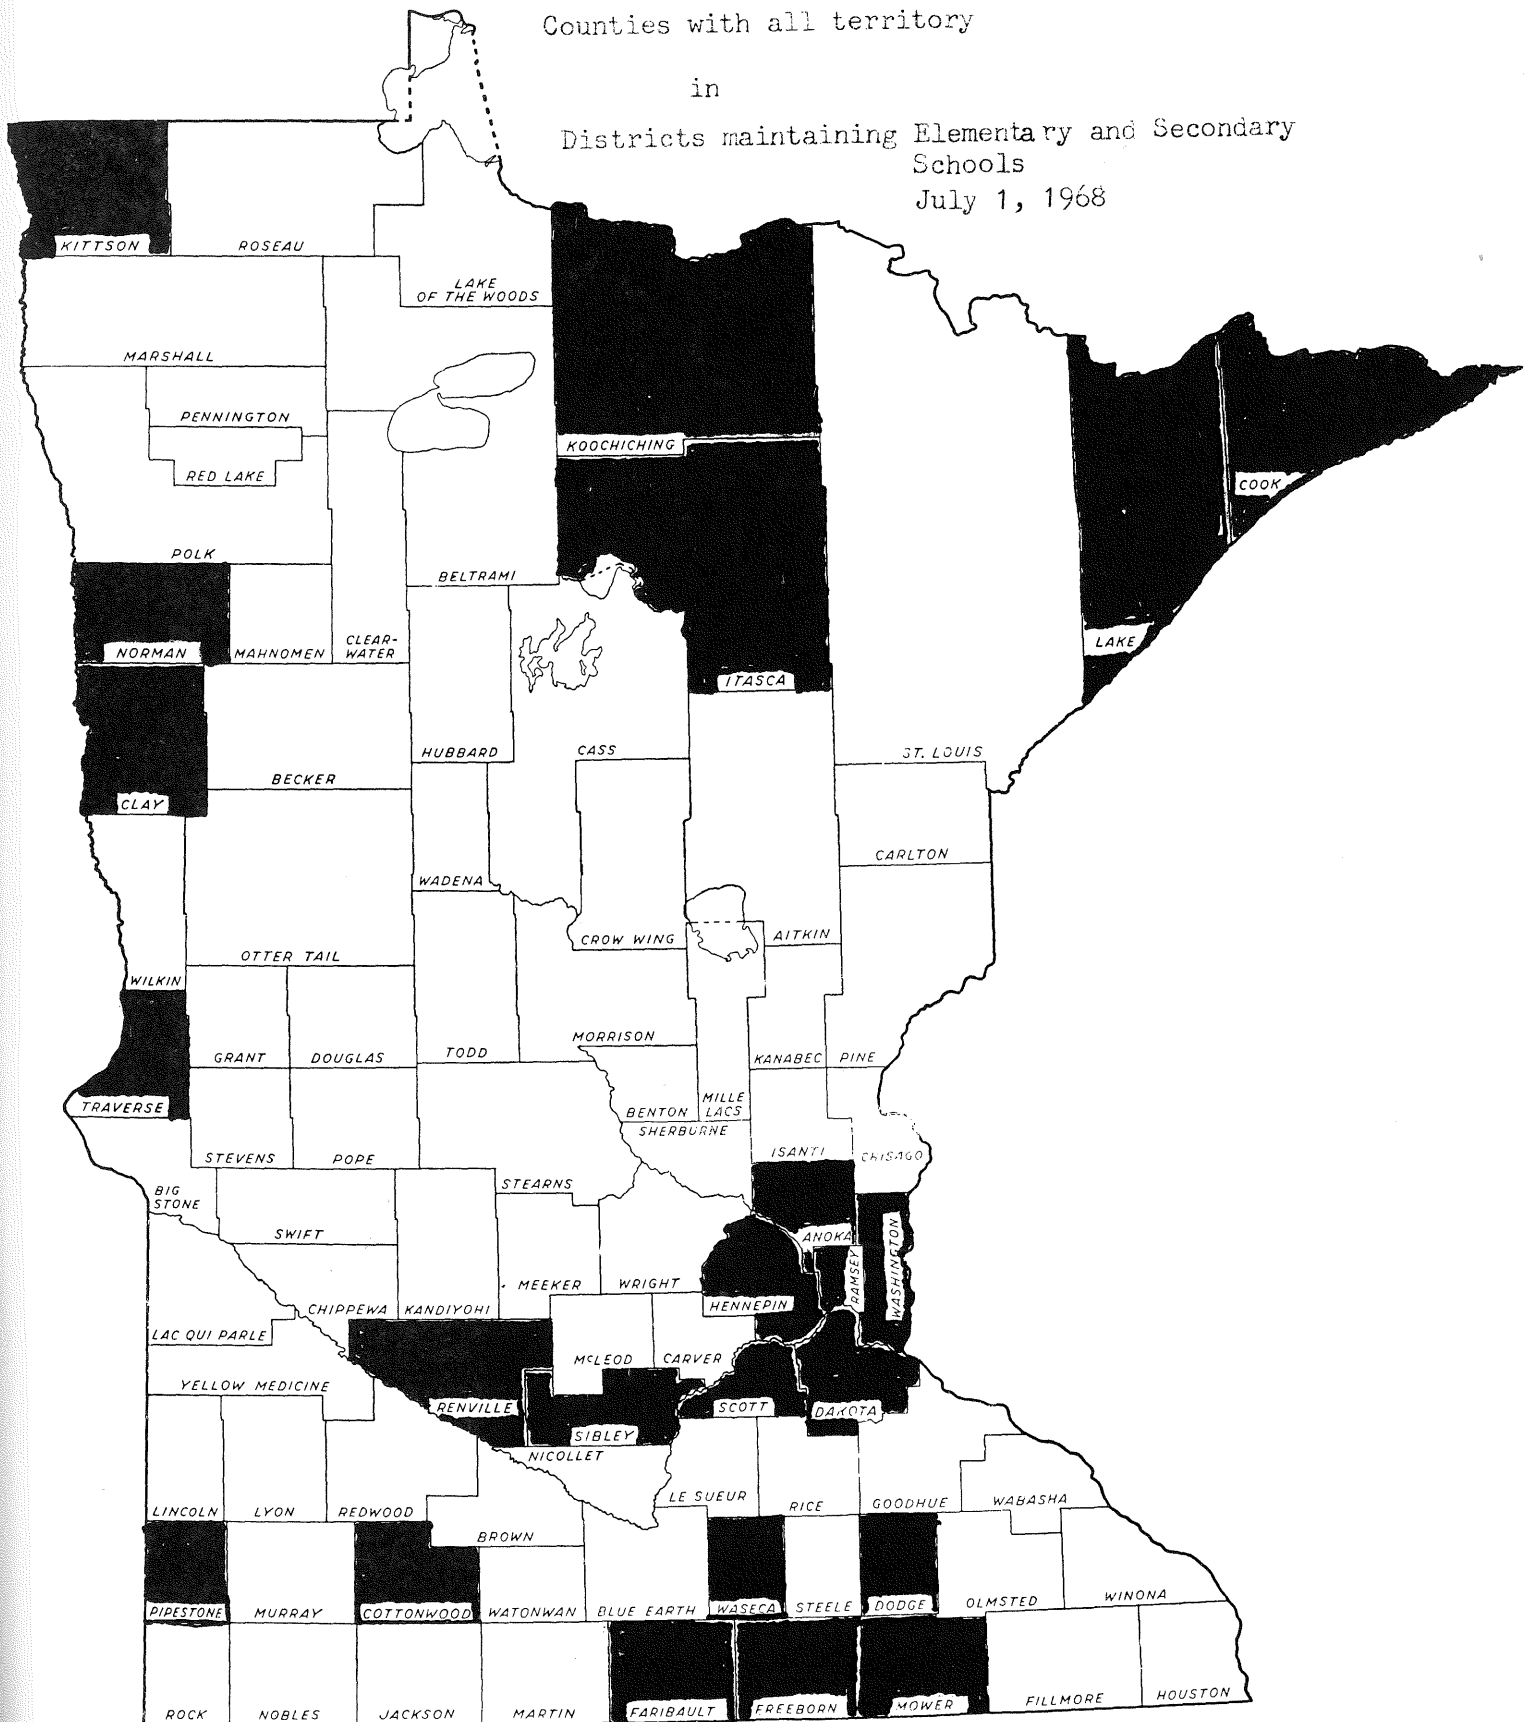 Counties with all territory
in
Districts maintaining Elementary and Secondary
Schools
July 1, 1968
KITTSON
ROSEAU
LAKE
OF THE WOODS
MARSHALL
PENNINGTON
KOOCHICHING
RED LAKE
COOK
POLK
BELTRAMI
NORMAN
MAHNOMEN
CLEAR-
WATER
LAKE
ITASCA
HUBBARD
CASS
ST. LOUIS
BECKER
CLAY
CARLTON
WADENA
CROW WING
AITKIN
OTTER TAIL
WILKIN
MORRISON
GRANT
DOUGLAS
TODD
KANABEC
PINE
TRAVERSE
BENTON
MILLE
LACS
SHERBURNE
STEVENS
POPE
ISANTI
CHISAGO
BIG
STONE
STEARNS
SWIFT
ANOKA
RAMSEY
WASHINGTON
MEEKER
WRIGHT
HENNEPIN
CHIPPEWA
KANDIYOHI
LAC QUI PARLE
McLEOD
CARVER
YELLOW MEDICINE
RENVILLE
SCOTT
DAKOTA
SIBLEY
NICOLLET
LINCOLN
LYON
REDWOOD
LE SUEUR
RICE
GOODHUE
WABASHA
BROWN
PIPESTONE
MURRAY
COTTONWOOD
WATONWAN
BLUE EARTH
WASECA
STEELE
DODGE
OLMSTED
WINONA
ROCK
NOBLES
JACKSON
MARTIN
FARIBAULT
FREEBORN
MOWER
FILLMORE
HOUSTON